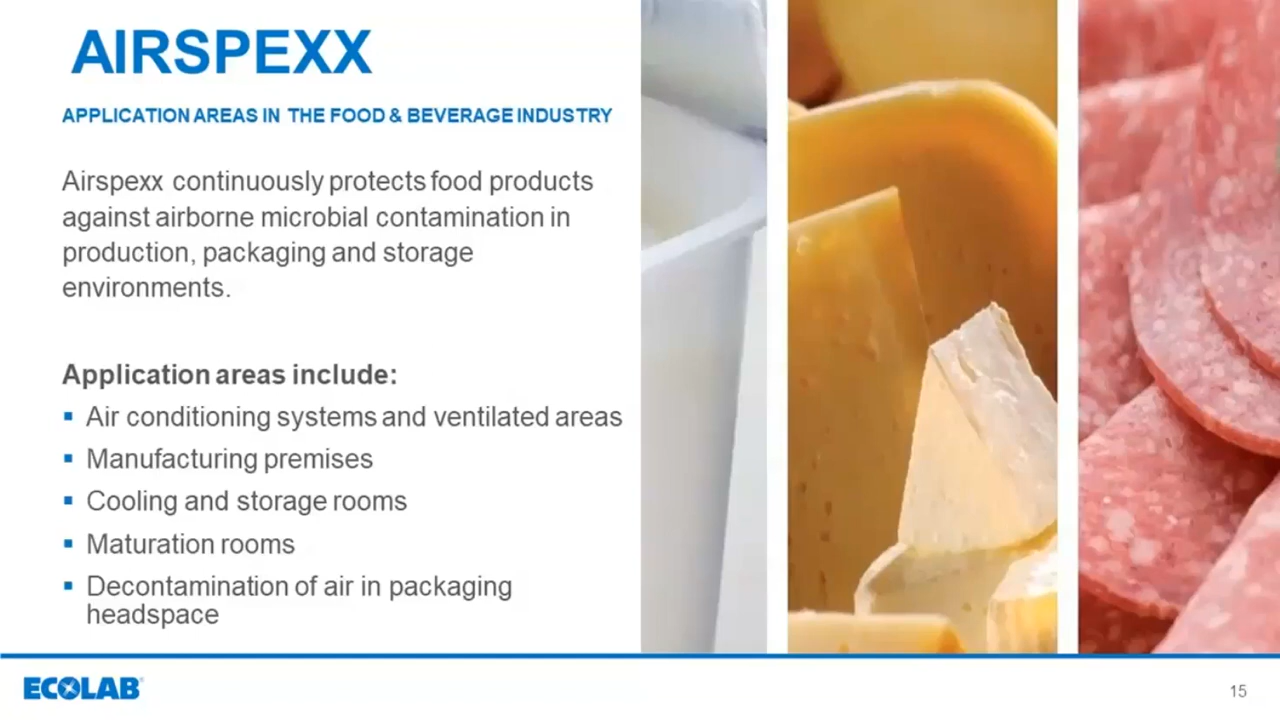 AIRSPEXX
APPLICATION AREAS IN THE FOOD & BEVERAGE INDUSTRY
Airspexx continuously protects food products
against airborne microbial contamination in
production, packaging and storage
environments.
Application areas include:
▪ Air conditioning systems and ventilated areas
▪ Manufacturing premises
▪ Cooling and storage rooms
▪ Maturation rooms
▪ Decontamination of air in packaging
headspace
ECOLAB
15